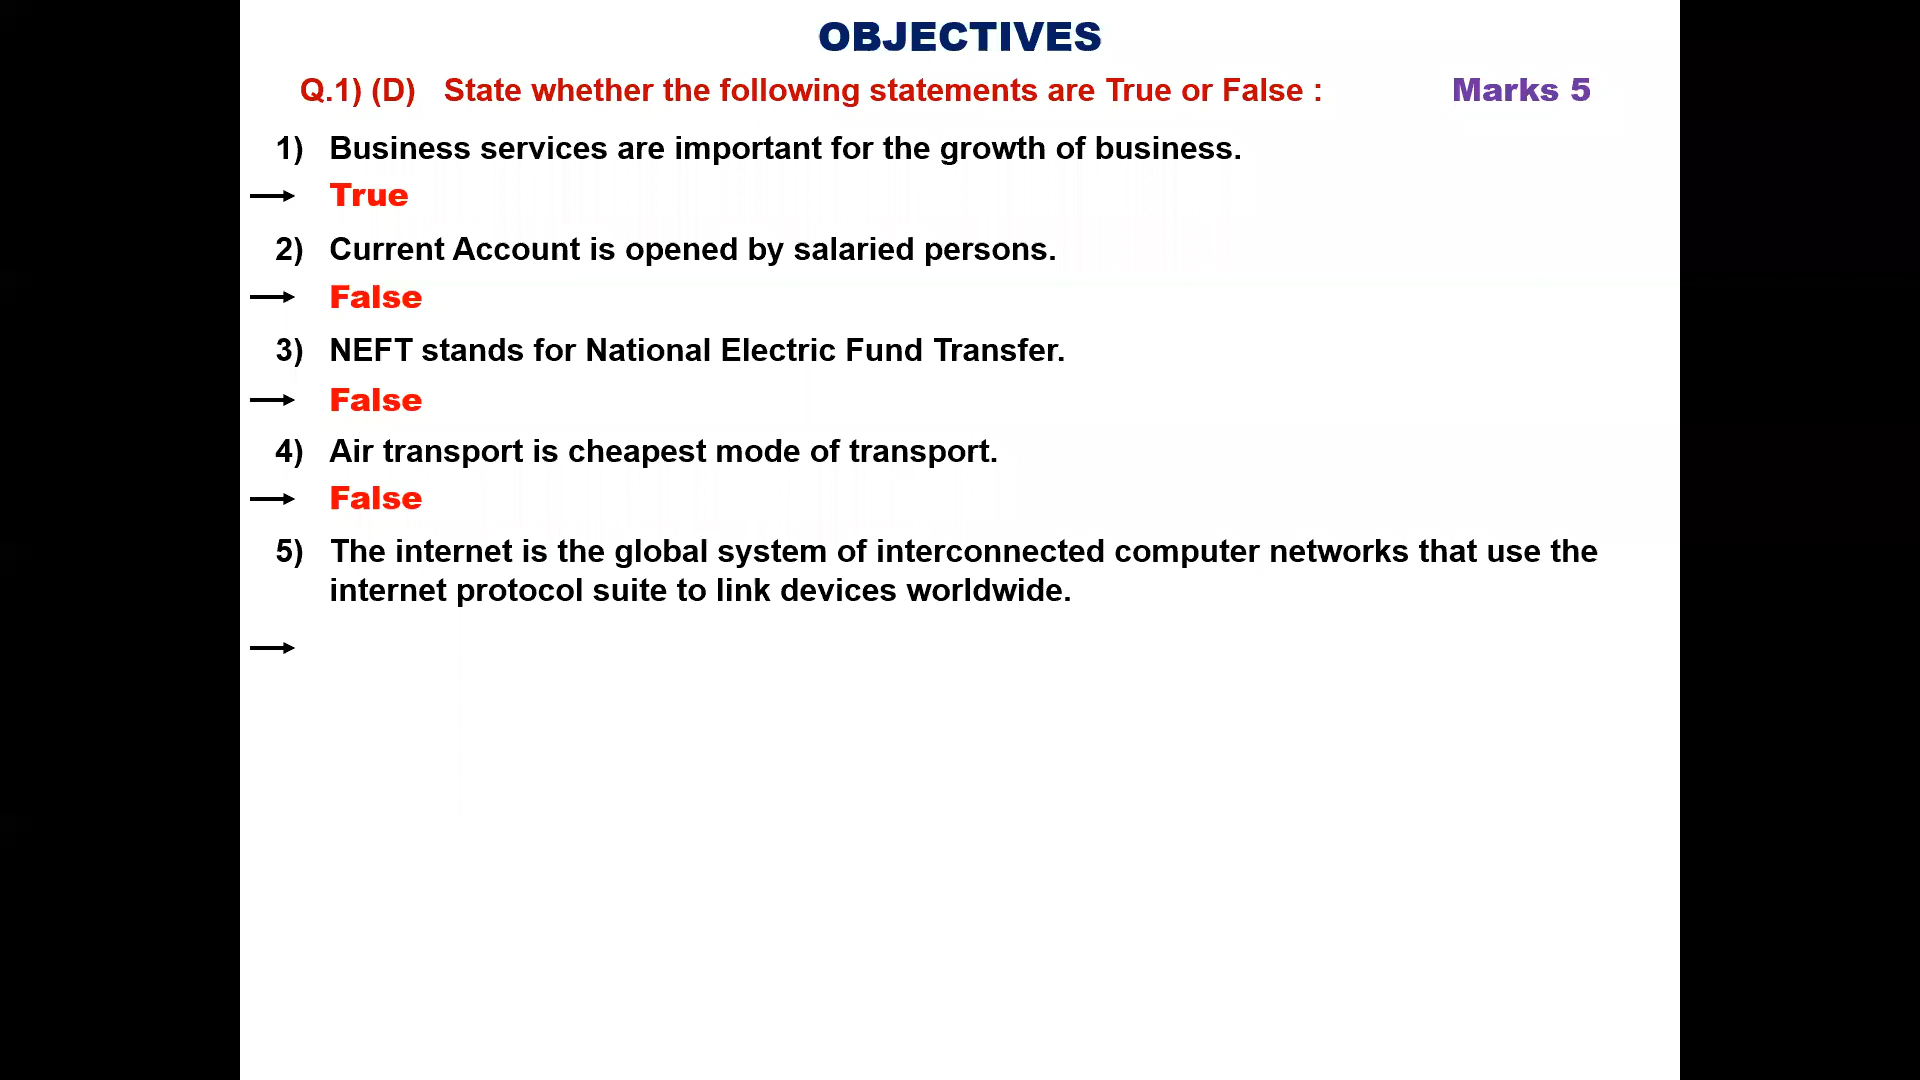 OBJECTIVES
Q.1) (D) State whether the following statements are True or False : Marks 5
1) Business services are important for the growth of business.
→ True
2) Current Account is opened by salaried persons.
→ False
3) NEFT stands for National Electric Fund Transfer.
→ False
4) Air transport is cheapest mode of transport.
→ False
5) The internet is the global system of interconnected computer networks that use the
internet protocol suite to link devices worldwide.
→